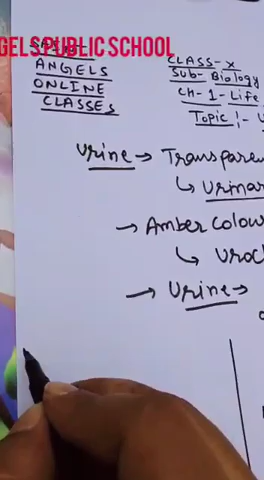 GELS PUBLIC SCHOOL
ANGELS
ONLINE
CLASSES
CLASS-X
Sub- Biology
Ch-1-Life
Topic:-
Urine → Transparen
↳ Urinar
→ Amber Colou
↳ Uroc
→ Urine →